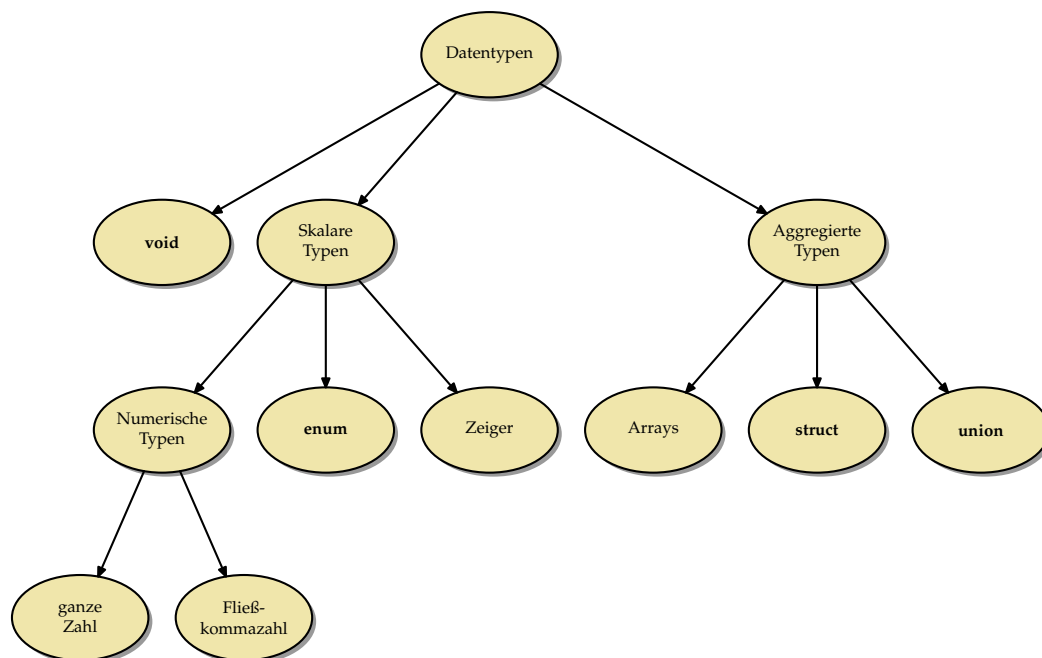 Datentypen
void
Skalare
Typen
Aggregierte
Typen
Numerische
Typen
enum
Zeiger
Arrays
struct
union
ganze
Zahl
Fließ-
kommazahl